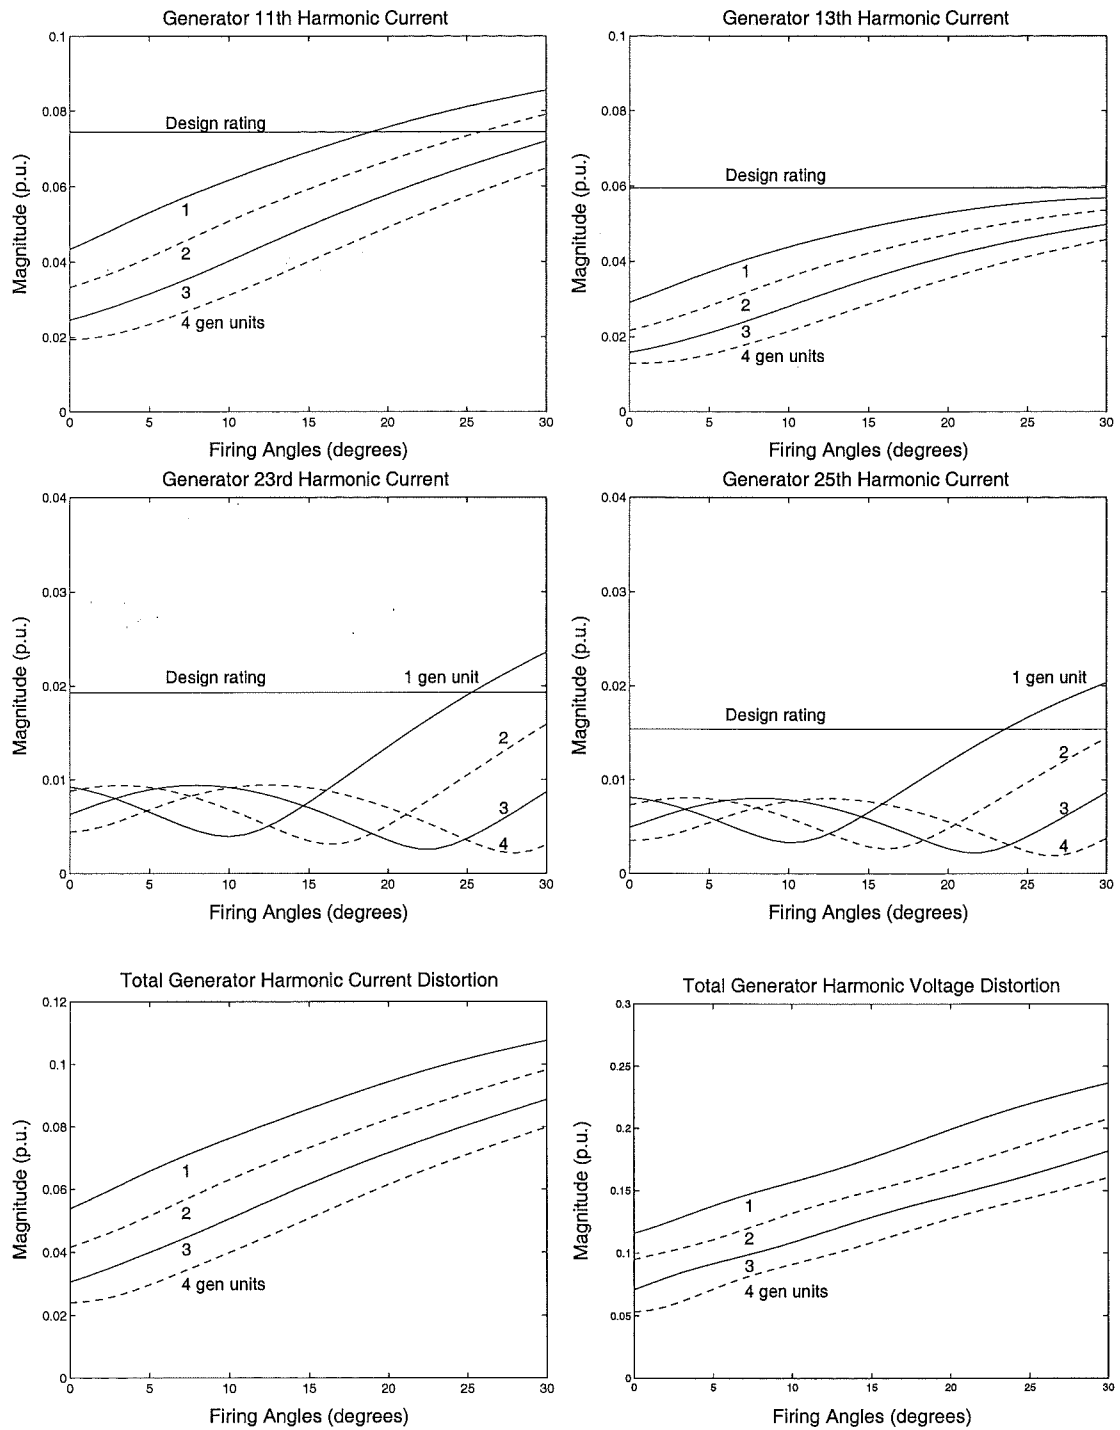 Generator 11th Harmonic Current
0.1
0.08
0.06
0.04
0.02
0
Magnitude (p.u.)
Design rating
1
2
3
4 gen units
0 5 10 15 20 25 30
Firing Angles (degrees)
Generator 13th Harmonic Current
0.1
0.08
0.06
0.04
0.02
0
Magnitude (p.u.)
Design rating
1
2
3
4 gen units
0 5 10 15 20 25 30
Firing Angles (degrees)
Generator 23rd Harmonic Current
0.04
0.03
0.02
0.01
0
Magnitude (p.u.)
Design rating
1 gen unit
2
3
4
0 5 10 15 20 25 30
Firing Angles (degrees)
Generator 25th Harmonic Current
0.04
0.03
0.02
0.01
0
Magnitude (p.u.)
1 gen unit
Design rating
2
3
4
0 5 10 15 20 25 30
Firing Angles (degrees)
Total Generator Harmonic Current Distortion
0.12
0.1
0.08
0.06
0.04
0.02
0
Magnitude (p.u.)
1
2
3
4 gen units
0 5 10 15 20 25 30
Firing Angles (degrees)
Total Generator Harmonic Voltage Distortion
0.3
0.25
0.2
0.15
0.1
0.05
0
Magnitude (p.u.)
1
2
3
4 gen units
0 5 10 15 20 25 30
Firing Angles (degrees)